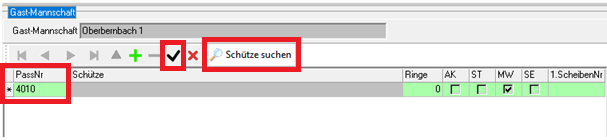 Gast-Mannschaft
Gast-Mannschaft Oberbernbach 1
Schütze suchen
PassNr Schütze Ringe AK ST MW SE 1.ScheibenNr
* 4010 0